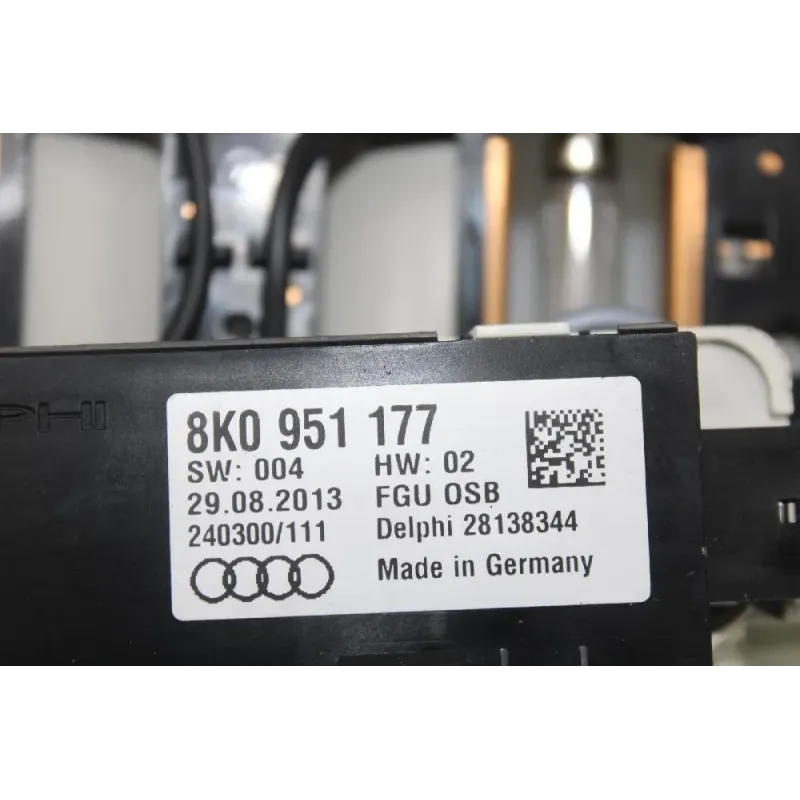 PHI
8K0 951 177
SW: 004 HW: 02
29.08.2013 FGU OSB
240300/111 Delphi 28138344
Made in Germany